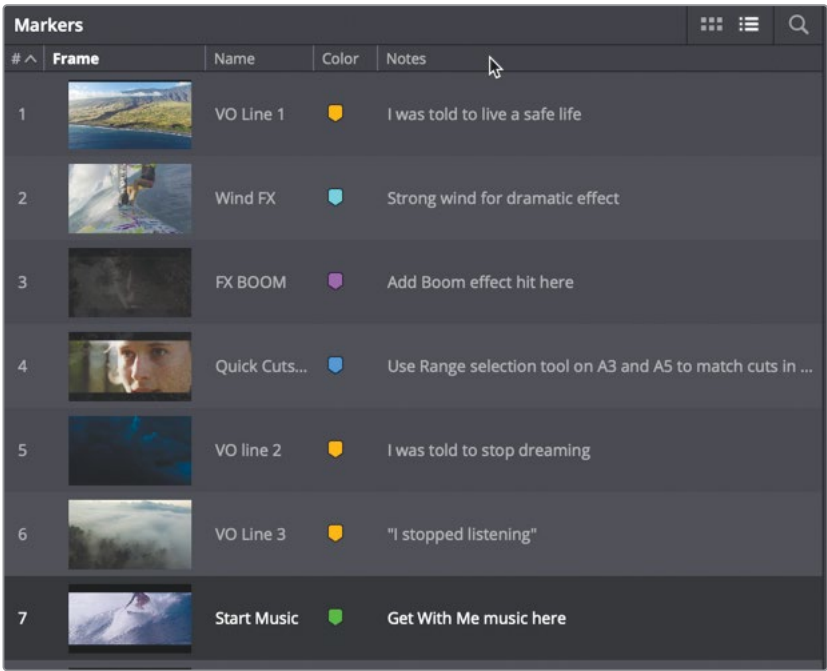 Markers
# Frame Name Color Notes
1 VO Line 1 I was told to live a safe life
2 Wind FX Strong wind for dramatic effect
3 FX BOOM Add Boom effect hit here
4 Quick Cuts... Use Range selection tool on A3 and A5 to match cuts in ...
5 VO line 2 I was told to stop dreaming
6 VO Line 3 "I stopped listening"
7 Start Music Get With Me music here